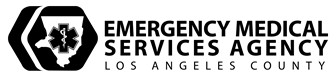 EMERGENCY MEDICAL
SERVICES AGENCY
LOS ANGELES COUNTY